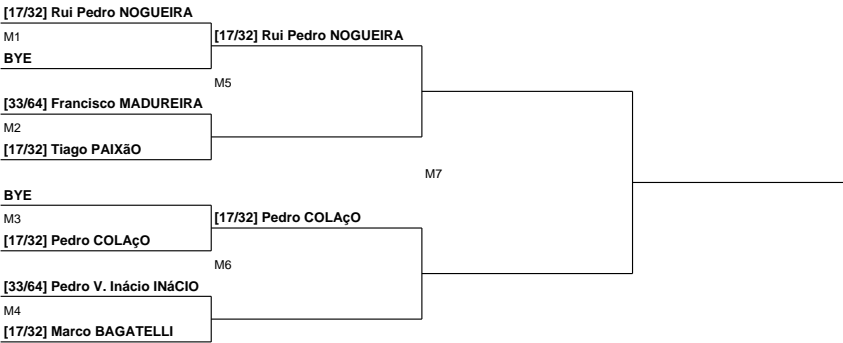 [17/32] Rui Pedro NOGUEIRA
M1
[17/32] Rui Pedro NOGUEIRA
BYE
M5
[33/64] Francisco MADUREIRA
M2
[17/32] Tiago PAIXãO
M7
BYE
M3
[17/32] Pedro COLAçO
[17/32] Pedro COLAçO
M6
[33/64] Pedro V. Inácio INáCIO
M4
[17/32] Marco BAGATELLI